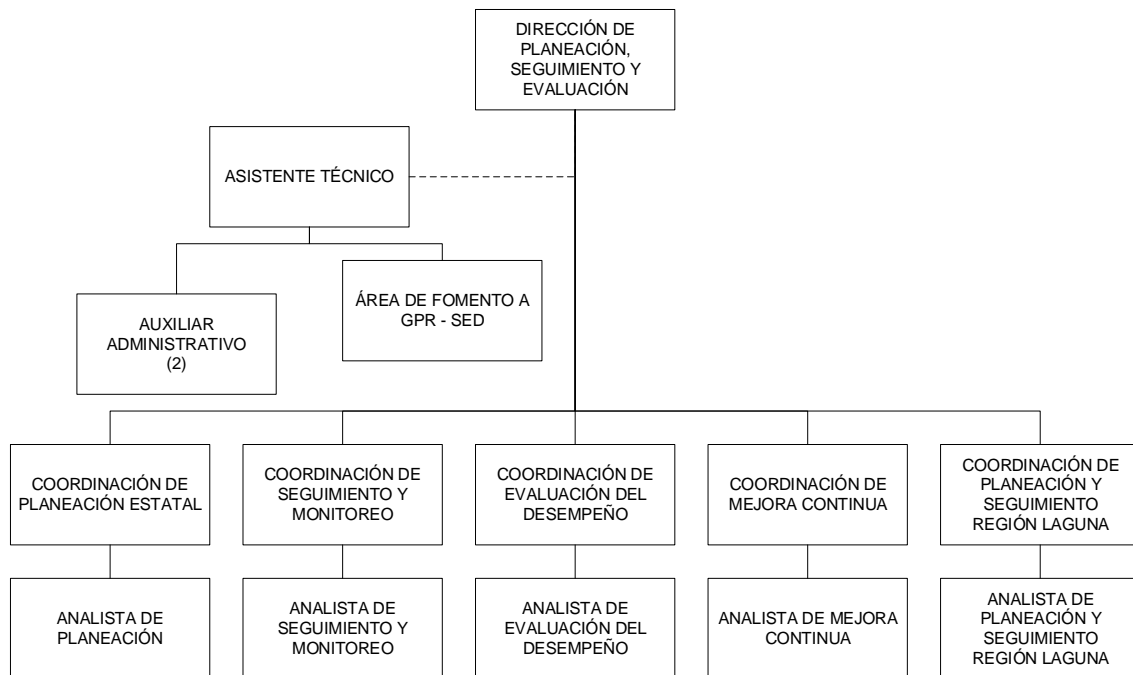 DIRECCIÓN DE
PLANEACIÓN,
SEGUIMIENTO Y
EVALUACIÓN
ASISTENTE TÉCNICO
AUXILIAR
ADMINISTRATIVO
(2)
ÁREA DE FOMENTO A
GPR - SED
COORDINACIÓN DE
PLANEACIÓN ESTATAL
COORDINACIÓN DE
SEGUIMIENTO Y
MONITOREO
COORDINACIÓN DE
EVALUACIÓN DEL
DESEMPEÑO
COORDINACIÓN DE
MEJORA CONTINUA
COORDINACIÓN DE
PLANEACIÓN Y
SEGUIMIENTO
REGIÓN LAGUNA
ANALISTA DE
PLANEACIÓN
ANALISTA DE
SEGUIMIENTO Y
MONITOREO
ANALISTA DE
EVALUACIÓN DEL
DESEMPEÑO
ANALISTA DE MEJORA
CONTINUA
ANALISTA DE
PLANEACIÓN Y
SEGUIMIENTO
REGIÓN LAGUNA